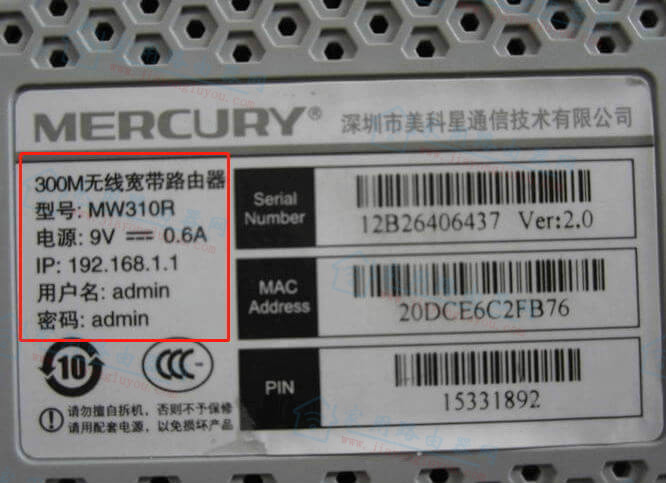 MERCURY® 深圳市美科星通信技术有限公司
300M无线宽带路由器
型号: MW310R
电源: 9V ⎓ 0.6A
IP: 192.168.1.1
用户名: admin
密码: admin
Serial Number
12B26406437 Ver:2.0
MAC Address
20DCE6C2FB76
PIN
15331892
10
CCC
请勿擅自拆机，否则不予保修
请用配套电源，以免损坏产品